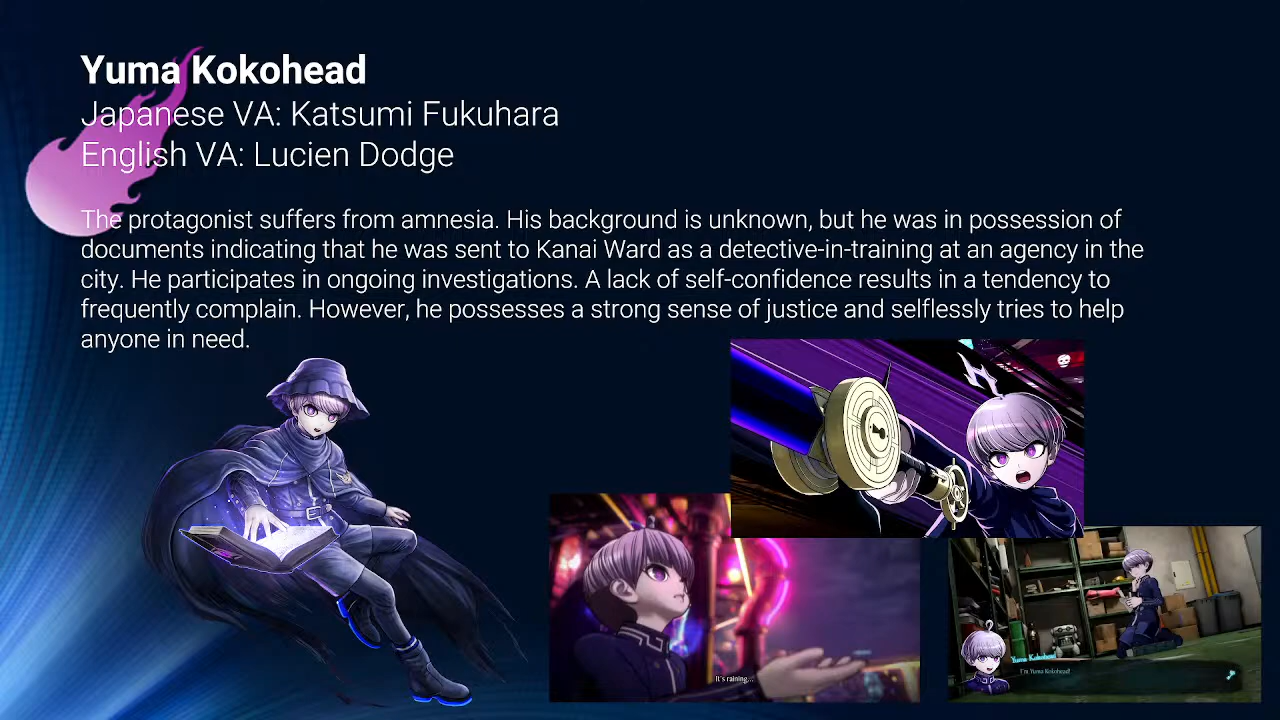 Yuma Kokohead
Japanese VA: Katsumi Fukuhara
English VA: Lucien Dodge
The protagonist suffers from amnesia. His background is unknown, but he was in possession of
documents indicating that he was sent to Kanai Ward as a detective-in-training at an agency in the
city. He participates in ongoing investigations. A lack of self-confidence results in a tendency to
frequently complain. However, he possesses a strong sense of justice and selflessly tries to help
anyone in need.
It's raining...
Yuma Kokohead
I'm Yuma Kokohead!